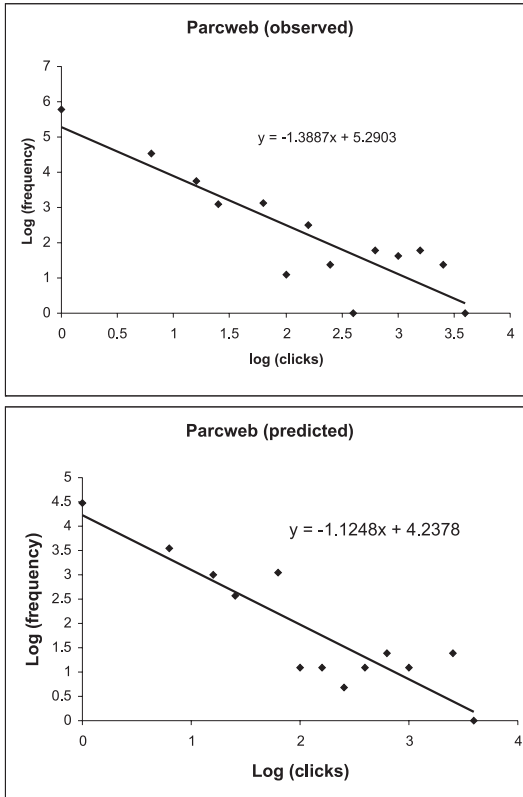 Parcweb (observed)
7
6
5
4
3
2
1
0
Log (frequency)
y = -1.3887x + 5.2903
0 0.5 1 1.5 2 2.5 3 3.5 4
log (clicks)
Parcweb (predicted)
5
4.5
4
3.5
3
2.5
2
1.5
1
0.5
0
Log (frequency)
y = -1.1248x + 4.2378
0 1 2 3 4
Log (clicks)